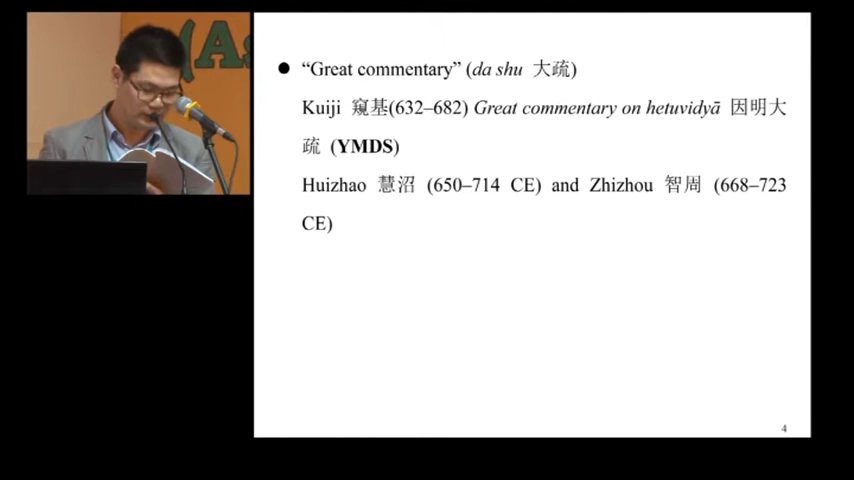 (As
● “Great commentary” (da shu 大疏)
Kuiji 窺基(632–682) Great commentary on hetuvidyā 因明大
疏 (YMDS)
Huizhao 慧沼 (650–714 CE) and Zhizhou 智周 (668–723
CE)
4